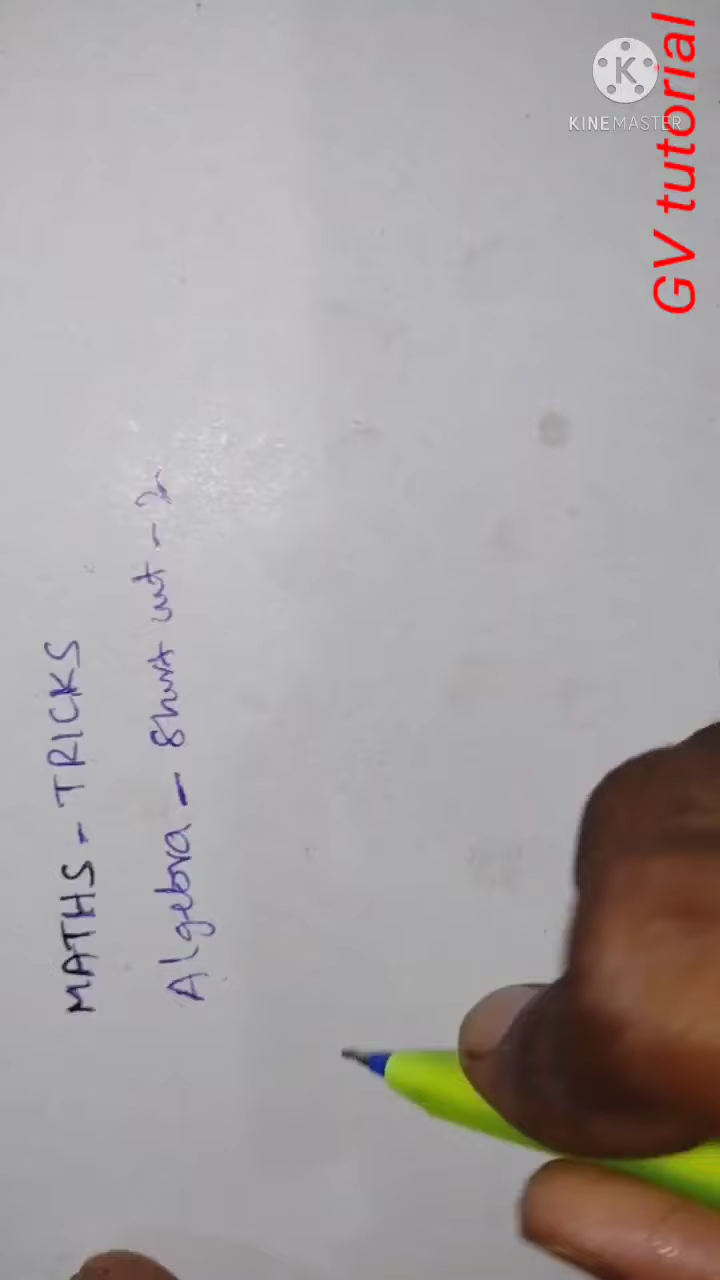 MATHS - TRICKS
Algebra - Short cut - 2
GV tutorial
K
KINEMASTER